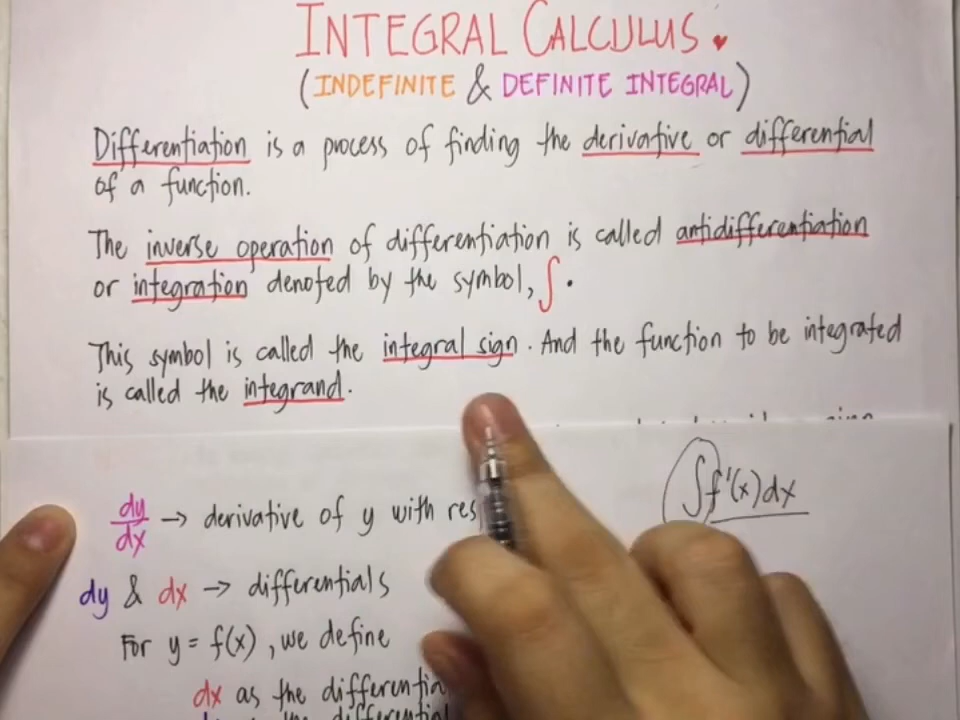 INTEGRAL CALCULUS
(INDEFINITE & DEFINITE INTEGRAL)
Differentiation is a process of finding the derivative or differential
of a function.
The inverse operation of differentiation is called antidifferentiation
or integration denoted by the symbol, ∫.
This symbol is called the integral sign. And the function to be integrated
is called the integrand.
∫f'(x)dx
dy/dx → derivative of y with
dy & dx → differentials
For y = f(x), we define
dx as the